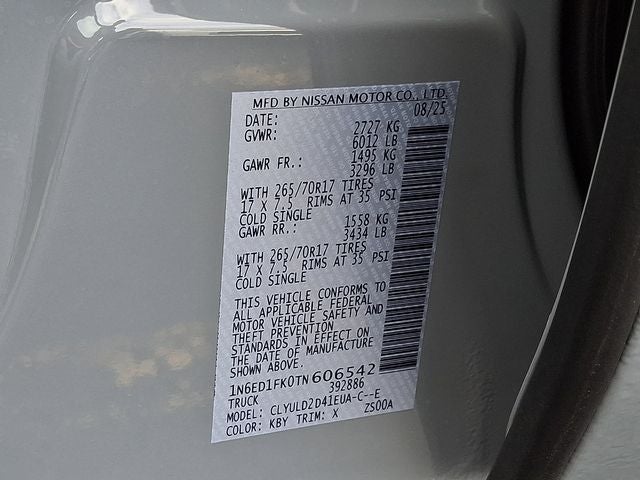 MFD BY NISSAN MOTOR CO., LTD.
DATE: 08/25
GVWR: 2727 KG
6012 LB
GAWR FR.: 1495 KG
3296 LB
WITH 265/70R17 TIRES
17 X 7.5 RIMS AT 35 PSI
COLD SINGLE
GAWR RR.: 1558 KG
3434 LB
WITH 265/70R17 TIRES
17 X 7.5 RIMS AT 35 PSI
COLD SINGLE
THIS VEHICLE CONFORMS TO
ALL APPLICABLE FEDERAL
MOTOR VEHICLE SAFETY AND
THEFT PREVENTION
STANDARDS IN EFFECT ON
THE DATE OF MANUFACTURE
SHOWN ABOVE.
1N6ED1FK0TN606542
TRUCK 392886
MODEL: CLYULD2D41EUA-C--E
COLOR: KBY TRIM: X ZS00A